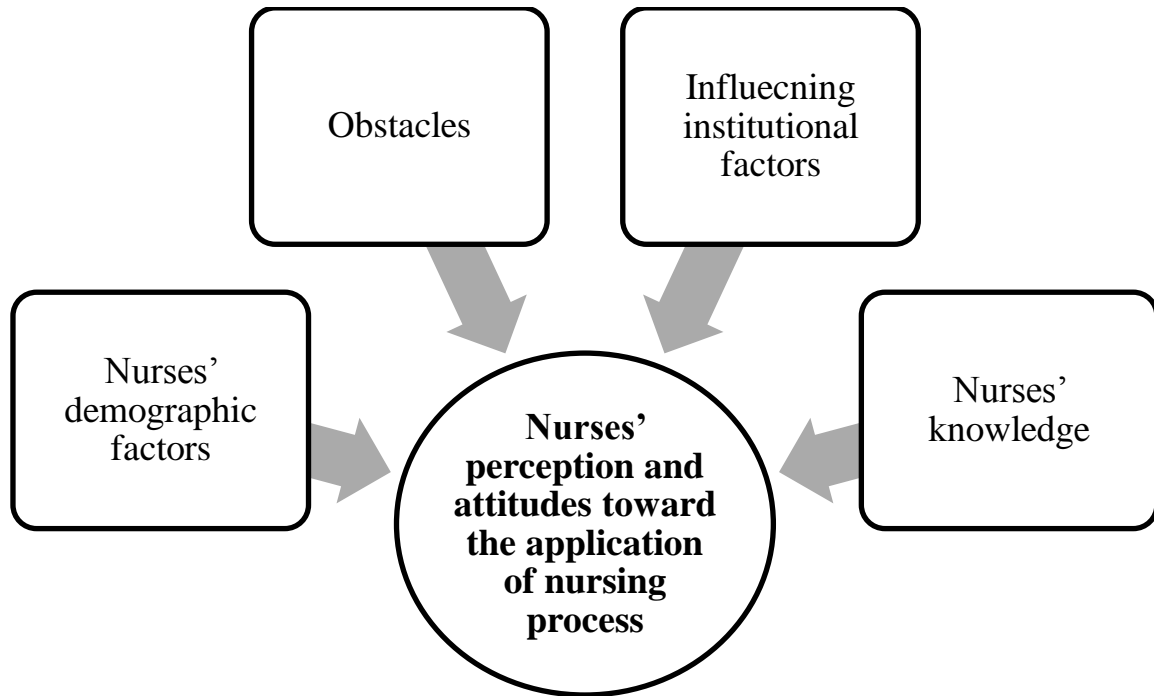 Obstacles
Influecning
institutional
factors
Nurses’
demographic
factors
Nurses’
knowledge
Nurses’
perception and
attitudes toward
the application
of nursing
process